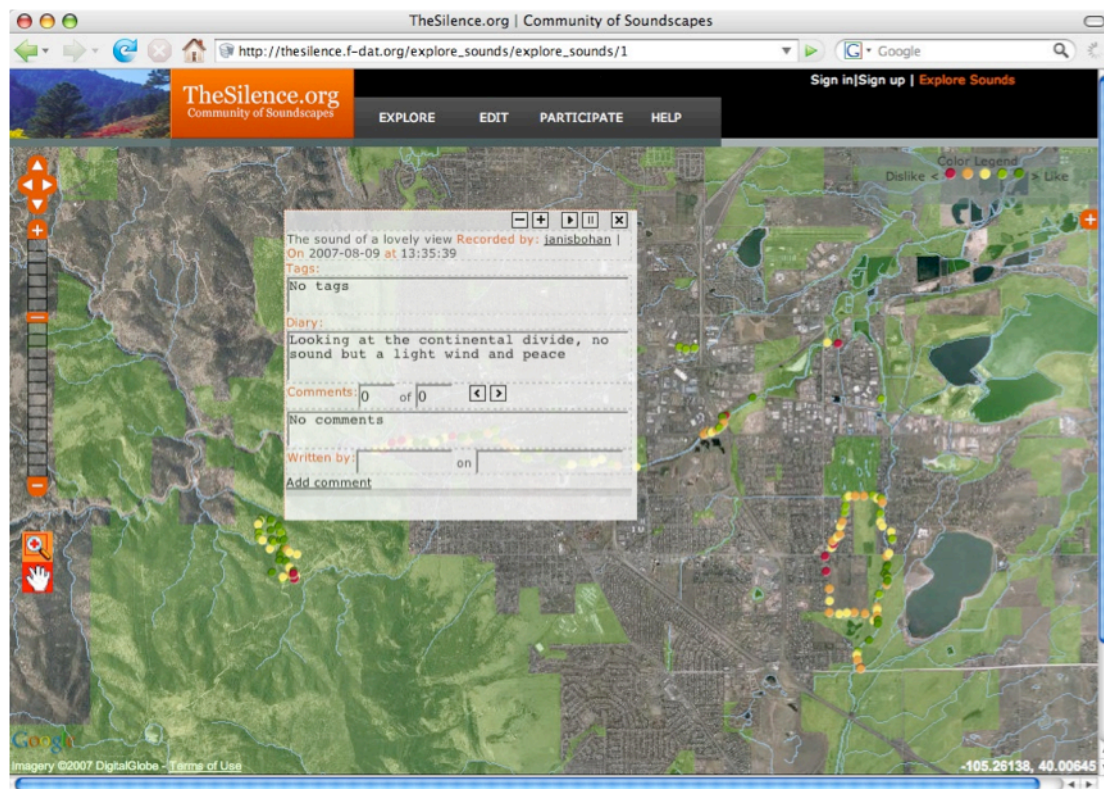 TheSilence.org | Community of Soundscapes
http://thesilence.f-dat.org/explore_sounds/explore_sounds/1
G Google
Sign in|Sign up | Explore Sounds
TheSilence.org
Community of Soundscapes
EXPLORE EDIT PARTICIPATE HELP
Color Legend
Dislike < > Like
The sound of a lovely view Recorded by: janisbohan |
On 2007-08-09 at 13:35:39
Tags:
No tags
Diary:
Looking at the continental divide, no
sound but a light wind and peace
Comments: 0 of 0
No comments
Written by: on
Add comment
Google
Imagery ©2007 DigitalGlobe - Terms of Use
-105.26138, 40.00645